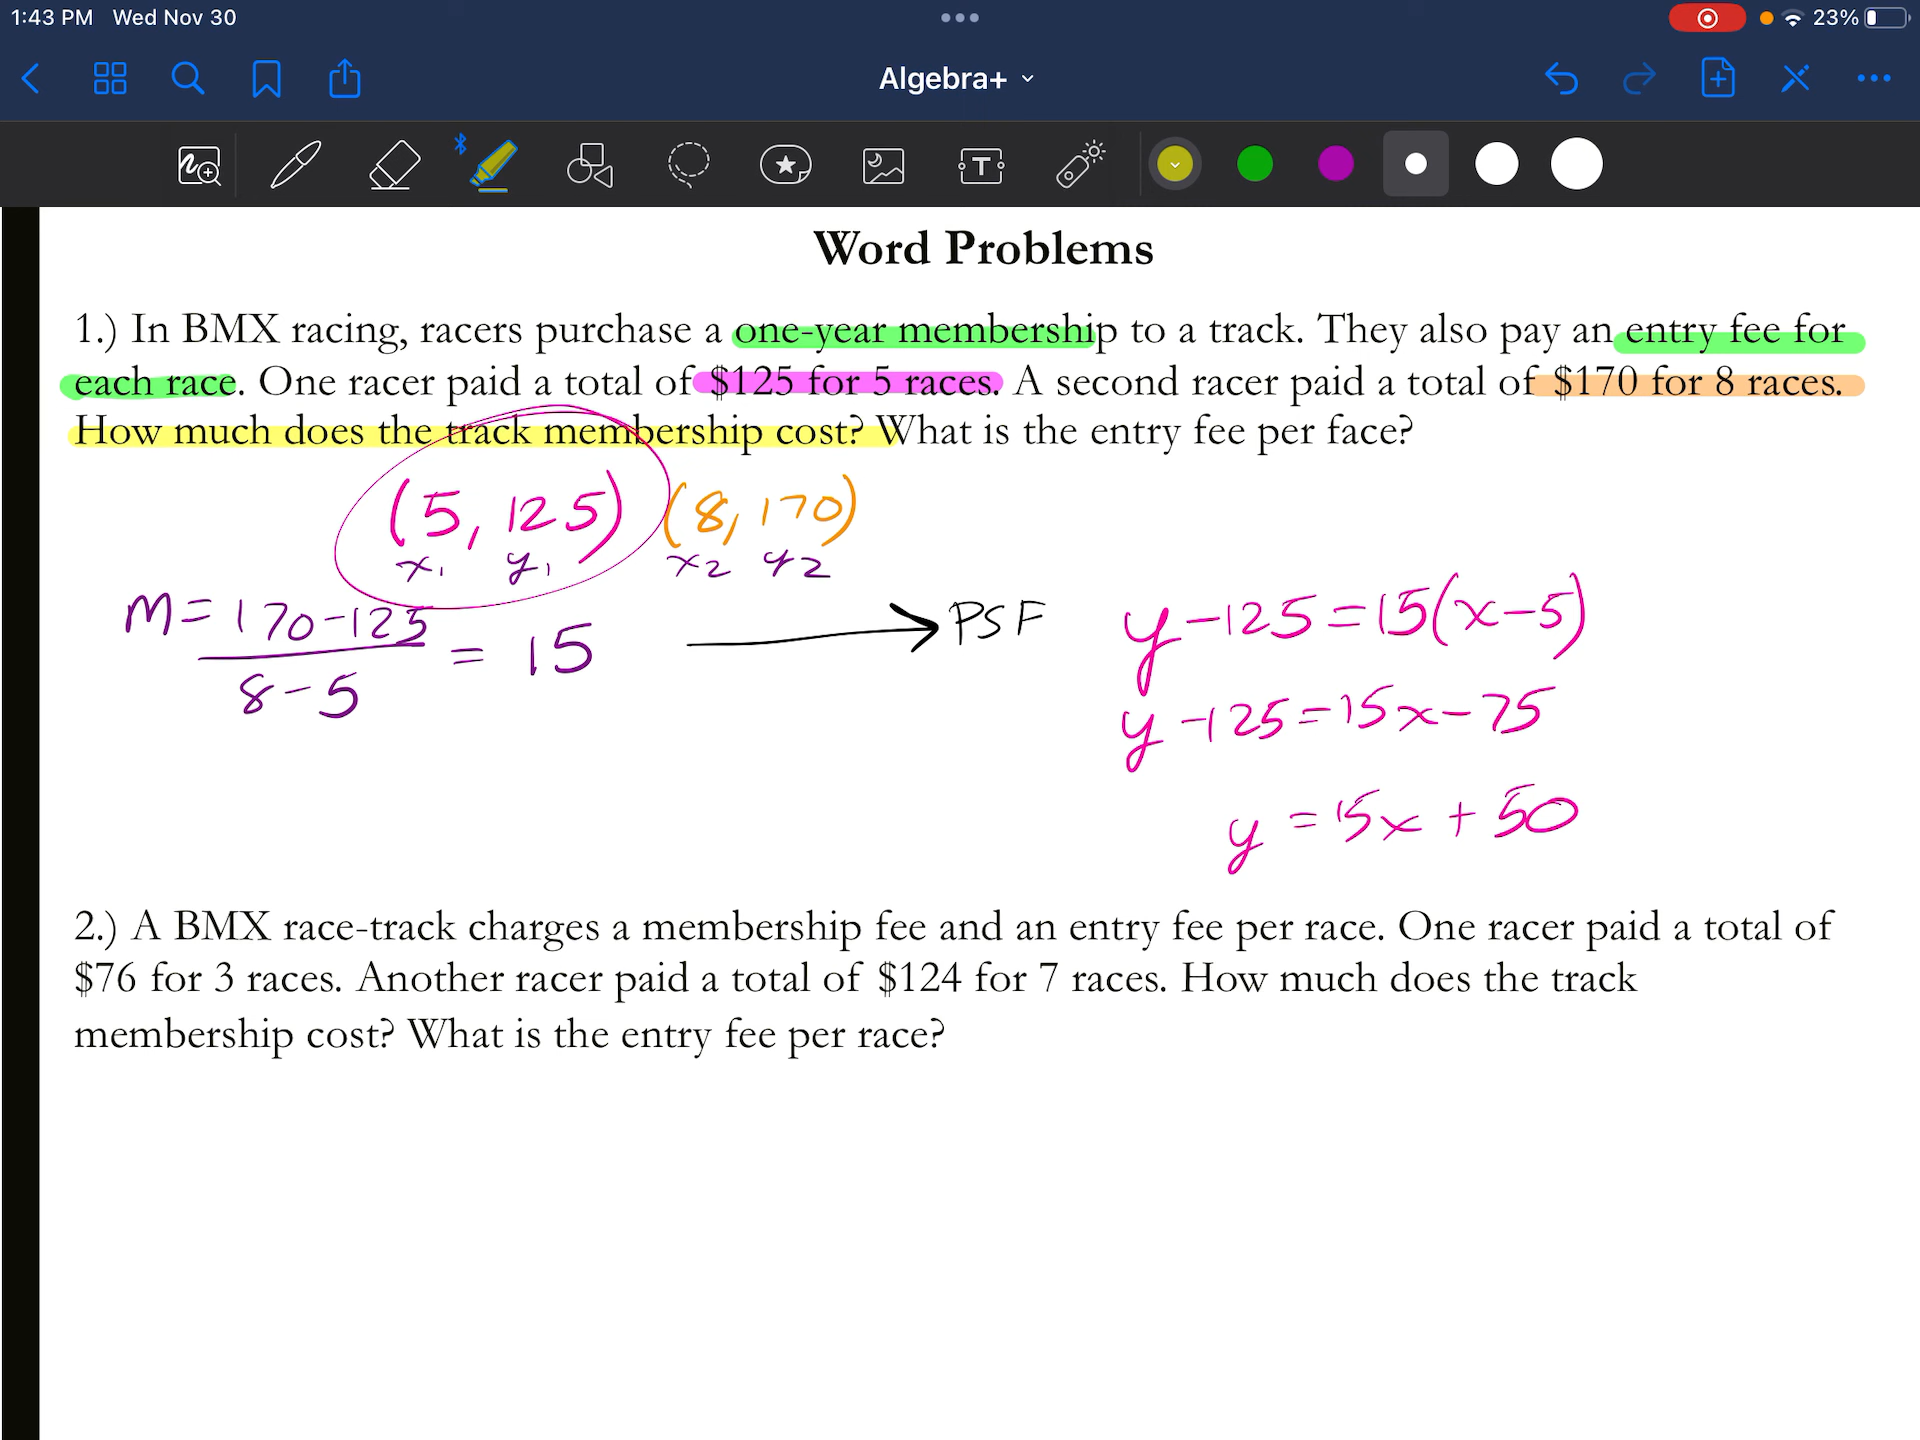 1:43 PM Wed Nov 30
23%
Algebra+
T
Word Problems
1.) In BMX racing, racers purchase a one-year membership to a track. They also pay an entry fee for
each race. One racer paid a total of $125 for 5 races. A second racer paid a total of $170 for 8 races.
How much does the track membership cost? What is the entry fee per face?
(5, 125) (8, 170)
x1 y1 x2 y2
m = 170-125
8-5
= 15
PSF
y-125=15(x-5)
y-125=15x-75
y=15x+50
2.) A BMX race-track charges a membership fee and an entry fee per race. One racer paid a total of
$76 for 3 races. Another racer paid a total of $124 for 7 races. How much does the track
membership cost? What is the entry fee per race?